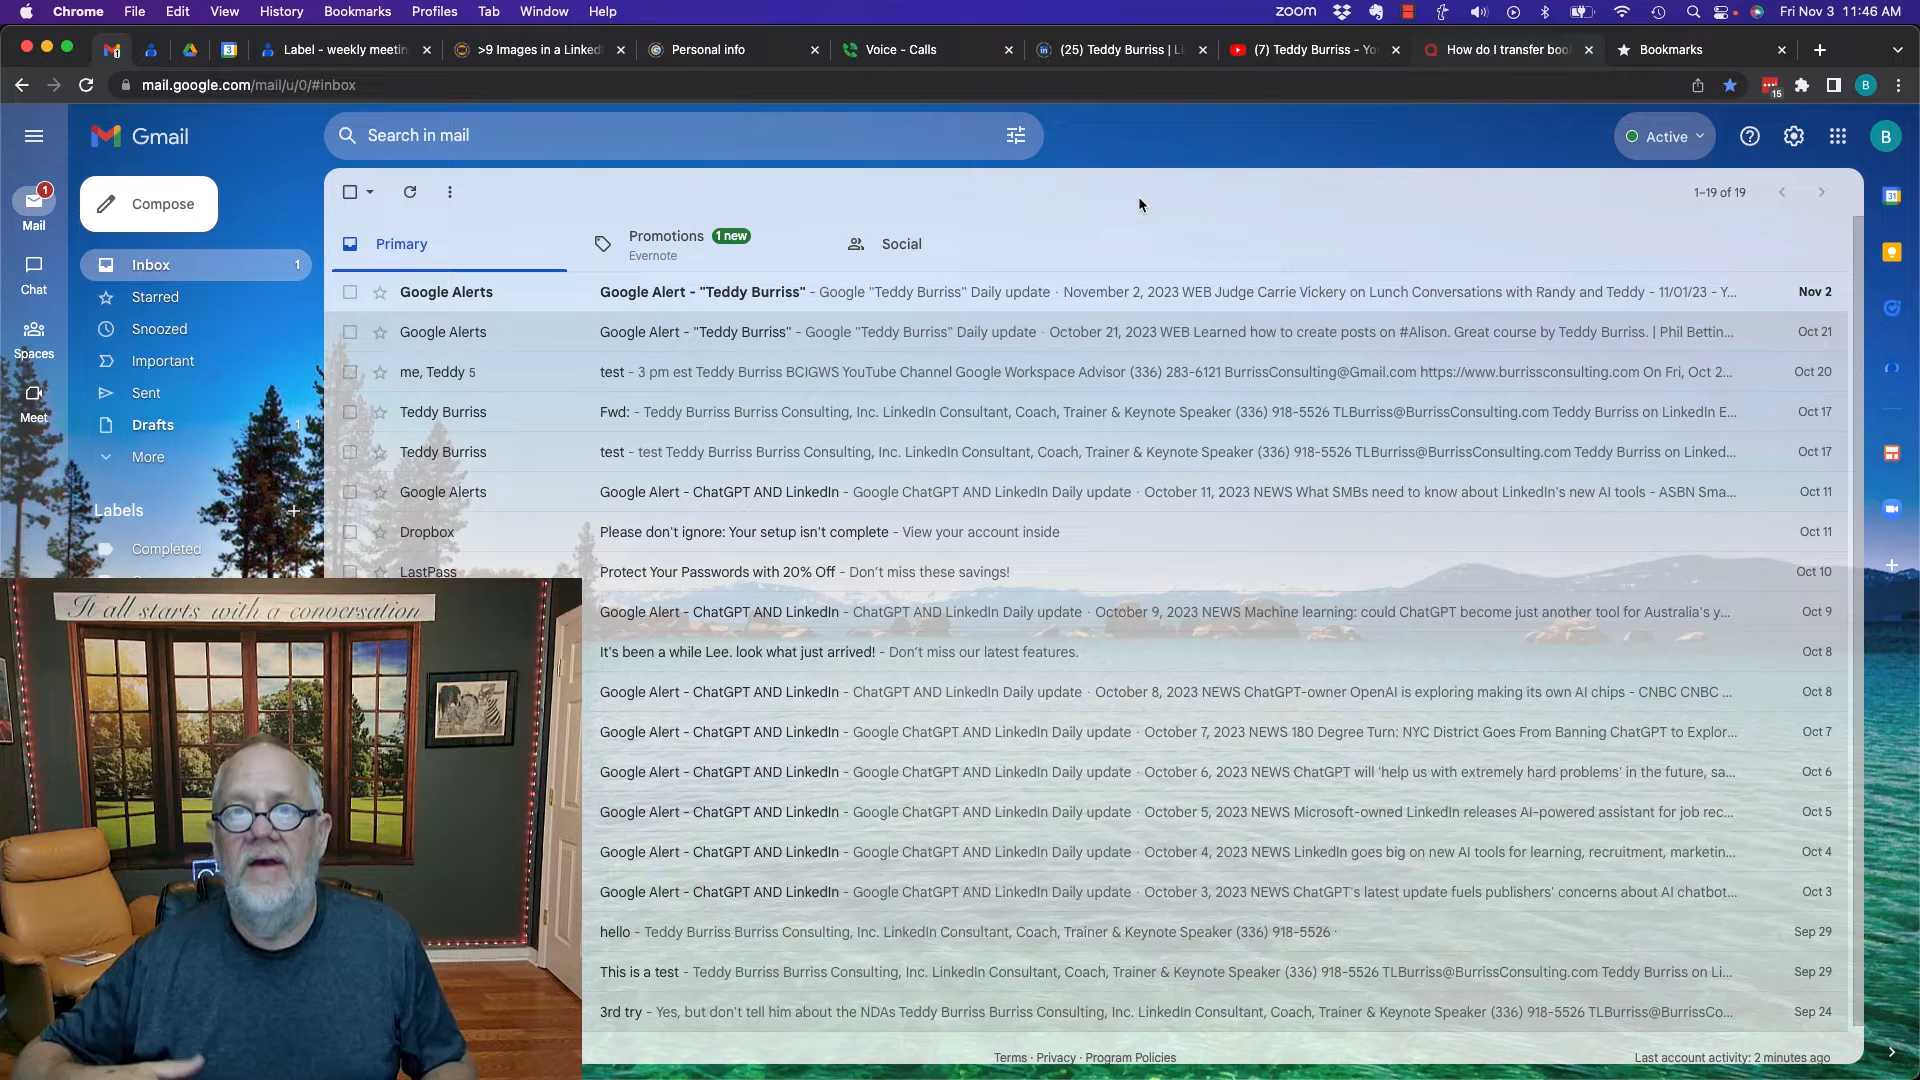 Chrome File Edit View History Bookmarks Profiles Tab Window Help zoom Fri Nov 3 11:46 AM
1 Label - weekly meetin >9 Images in a Linked Personal info Voice - Calls (25) Teddy Burriss | Li (7) Teddy Burriss - Yo How do I transfer boo Bookmarks
mail.google.com/mail/u/0/#inbox 15 B
Gmail Search in mail Active B
1 Mail Compose 1–19 of 19
Primary Promotions 1 new Evernote Social
Inbox 1
Starred
Chat Snoozed
Spaces Important
Meet Sent
Drafts 1
More
Labels
Completed
Google Alerts Google Alert - "Teddy Burriss" - Google "Teddy Burriss" Daily update · November 2, 2023 WEB Judge Carrie Vickery on Lunch Conversations with Randy and Teddy - 11/01/23 - Y... Nov 2
Google Alerts Google Alert - "Teddy Burriss" - Google "Teddy Burriss" Daily update · October 21, 2023 WEB Learned how to create posts on #Alison. Great course by Teddy Burriss. | Phil Bettin... Oct 21
me, Teddy 5 test - 3 pm est Teddy Burriss BCIGWS YouTube Channel Google Workspace Advisor (336) 283-6121 BurrissConsulting@Gmail.com https://www.burrissconsulting.com On Fri, Oct 2... Oct 20
Teddy Burriss Fwd: - Teddy Burriss Burriss Consulting, Inc. LinkedIn Consultant, Coach, Trainer & Keynote Speaker (336) 918-5526 TLBurriss@BurrissConsulting.com Teddy Burriss on LinkedIn E... Oct 17
Teddy Burriss test - test Teddy Burriss Burriss Consulting, Inc. LinkedIn Consultant, Coach, Trainer & Keynote Speaker (336) 918-5526 TLBurriss@BurrissConsulting.com Teddy Burriss on Linked... Oct 17
Google Alerts Google Alert - ChatGPT AND LinkedIn - Google ChatGPT AND LinkedIn Daily update · October 11, 2023 NEWS What SMBs need to know about LinkedIn's new AI tools - ASBN Sma... Oct 11
Dropbox Please don't ignore: Your setup isn't complete - View your account inside Oct 11
LastPass Protect Your Passwords with 20% Off - Don't miss these savings! Oct 10
Google Alert - ChatGPT AND LinkedIn - ChatGPT AND LinkedIn Daily update · October 9, 2023 NEWS Machine learning: could ChatGPT become just another tool for Australia's y... Oct 9
It's been a while Lee. look what just arrived! - Don't miss our latest features. Oct 8
Google Alert - ChatGPT AND LinkedIn - ChatGPT AND LinkedIn Daily update · October 8, 2023 NEWS ChatGPT-owner OpenAI is exploring making its own AI chips - CNBC CNBC ... Oct 8
Google Alert - ChatGPT AND LinkedIn - Google ChatGPT AND LinkedIn Daily update · October 7, 2023 NEWS 180 Degree Turn: NYC District Goes From Banning ChatGPT to Explor... Oct 7
Google Alert - ChatGPT AND LinkedIn - Google ChatGPT AND LinkedIn Daily update · October 6, 2023 NEWS ChatGPT will 'help us with extremely hard problems' in the future, sa... Oct 6
Google Alert - ChatGPT AND LinkedIn - Google ChatGPT AND LinkedIn Daily update · October 5, 2023 NEWS Microsoft-owned LinkedIn releases AI-powered assistant for job rec... Oct 5
Google Alert - ChatGPT AND LinkedIn - Google ChatGPT AND LinkedIn Daily update · October 4, 2023 NEWS LinkedIn goes big on new AI tools for learning, recruitment, marketin... Oct 4
Google Alert - ChatGPT AND LinkedIn - Google ChatGPT AND LinkedIn Daily update · October 3, 2023 NEWS ChatGPT's latest update fuels publishers' concerns about AI chatbot... Oct 3
hello - Teddy Burriss Burriss Consulting, Inc. LinkedIn Consultant, Coach, Trainer & Keynote Speaker (336) 918-5526 · Sep 29
This is a test - Teddy Burriss Burriss Consulting, Inc. LinkedIn Consultant, Coach, Trainer & Keynote Speaker (336) 918-5526 TLBurriss@BurrissConsulting.com Teddy Burriss on Li... Sep 29
3rd try - Yes, but don't tell him about the NDAs Teddy Burriss Burriss Consulting, Inc. LinkedIn Consultant, Coach, Trainer & Keynote Speaker (336) 918-5526 TLBurriss@BurrissCo... Sep 24
Terms · Privacy · Program Policies Last account activity: 2 minutes ago
It all starts with a conversation